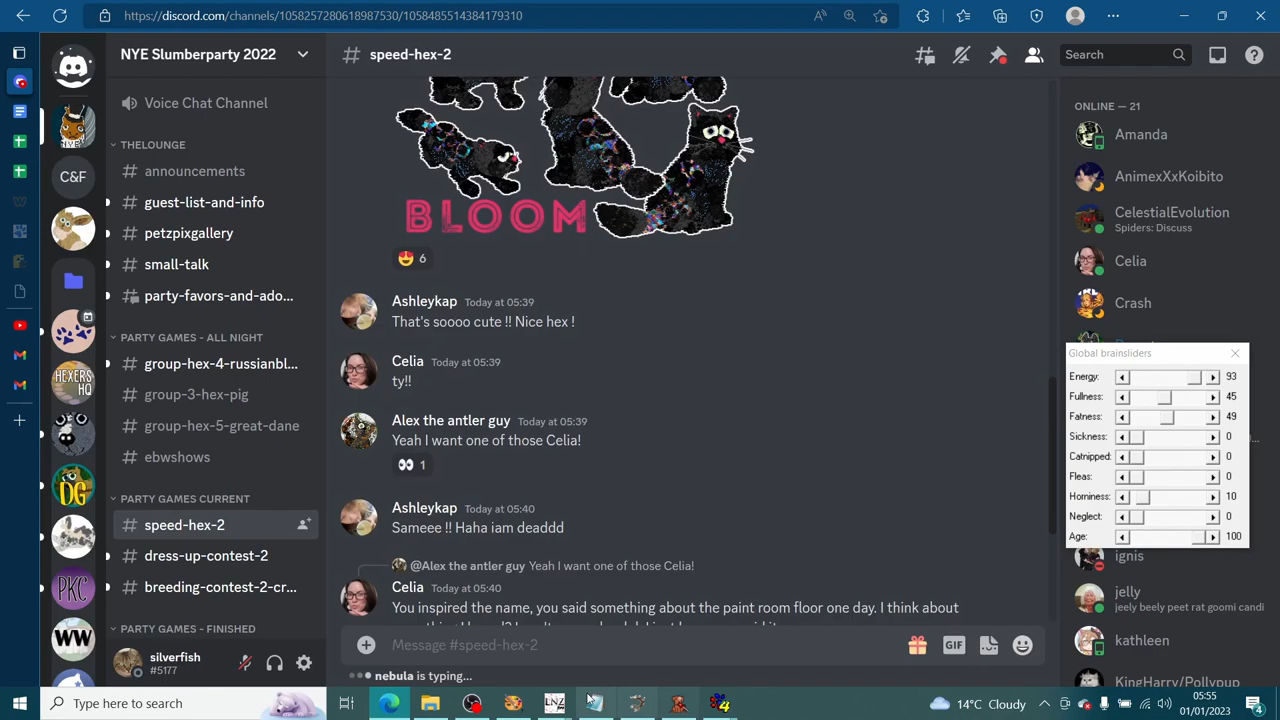 https://discord.com/channels/1058257280618987530/1058485514384179310
NYE Slumberparty 2022
# speed-hex-2
Search
Voice Chat Channel
THELOUNGE
# announcements
# guest-list-and-info
# petzpixgallery
# small-talk
party-favors-and-ado...
PARTY GAMES - ALL NIGHT
# group-hex-4-russianbl...
# group-3-hex-pig
# group-hex-5-great-dane
# ebwshows
PARTY GAMES CURRENT
# speed-hex-2
# dress-up-contest-2
# breeding-contest-2-cr...
PARTY GAMES - FINISHED
silverfish
#5177
C&F
NYE
HEXERS HQ
DG
PKC
WW
BLOOM
6
Ashleykap Today at 05:39
That's soooo cute !! Nice hex !
Celia Today at 05:39
ty!!
Alex the antler guy Today at 05:39
Yeah I want one of those Celia!
1
Ashleykap Today at 05:40
Sameee !! Haha iam deaddd
@Alex the antler guy Yeah I want one of those Celia!
Celia Today at 05:40
You inspired the name, you said something about the paint room floor one day. I think about
Message #speed-hex-2
GIF
nebula is typing...
ONLINE — 21
Amanda
AnimexXxKoibito
CelestialEvolution
Spiders: Discuss
Celia
Crash
Global brainsliders
Energy: 93
Fullness: 45
Fatness: 49
Sickness: 0
Catnipped: 0
Fleas: 0
Horniness: 10
Neglect: 0
Age: 100
ignis
jelly
jeely beely peet rat goomi candi
kathleen
KingHarry/Pollypup
Type here to search
LNZ
4
14°C Cloudy
05:55
01/01/2023
4